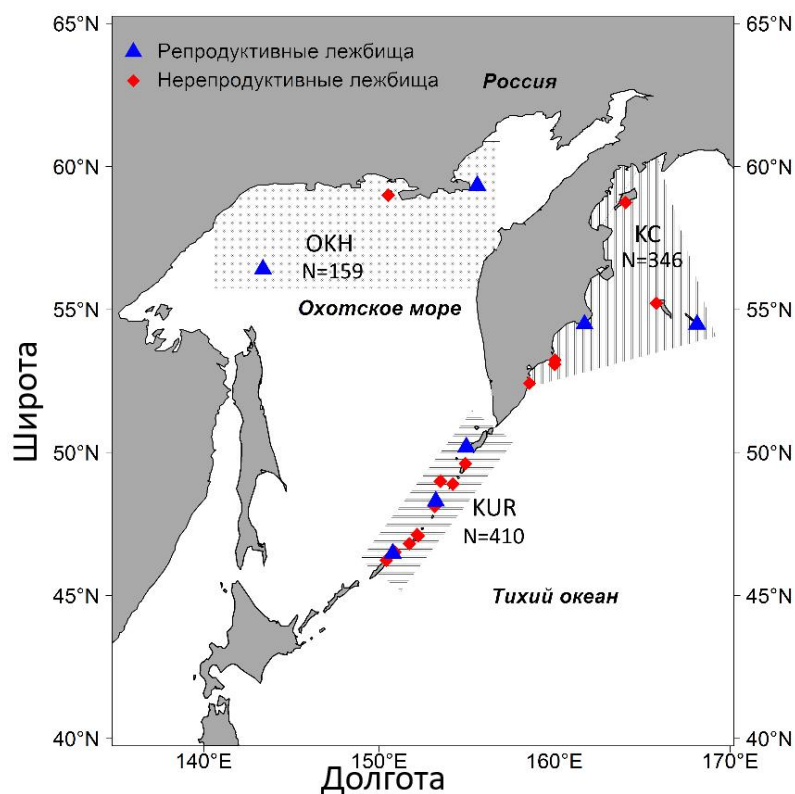 65°N
65°N
Репродуктивные лежбища
Нерепродуктивные лежбища
Россия
60°N
60°N
OKH
N=159
KC
N=346
55°N
55°N
Охотское море
Широта
50°N
50°N
KUR
N=410
45°N
45°N
Тихий океан
40°N
40°N
140°E
150°E
160°E
170°E
Долгота